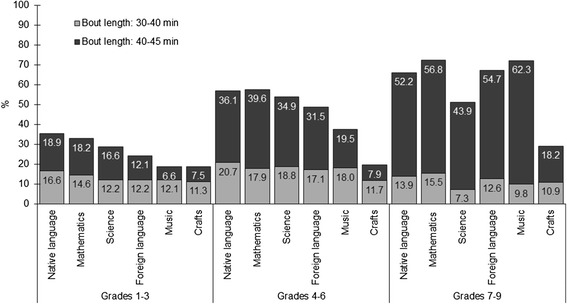 Bout length: 30-40 min
Bout length: 40-45 min
100
90
80
70
60
50
40
30
20
10
0
%
18.9
18.2
16.6
12.1
6.6
7.5
16.6
14.6
12.2
12.2
12.1
11.3
36.1
39.6
34.9
31.5
19.5
7.9
20.7
17.9
18.8
17.1
18.0
11.7
52.2
56.8
43.9
54.7
62.3
18.2
13.9
15.5
7.3
12.6
9.8
10.9
Native language
Mathematics
Science
Foreign language
Music
Crafts
Native language
Mathematics
Science
Foreign language
Music
Crafts
Native language
Mathematics
Science
Foreign language
Music
Crafts
Grades 1-3
Grades 4-6
Grades 7-9